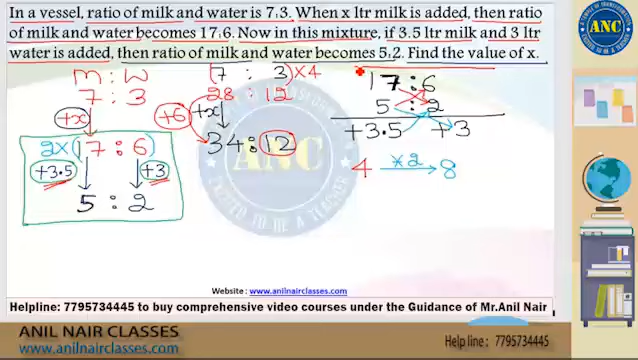 In a vessel, ratio of milk and water is 7:3. When x ltr milk is added, then ratio
of milk and water becomes 17:6. Now in this mixture, if 3.5 ltr milk and 3 ltr
water is added, then ratio of milk and water becomes 5:2. Find the value of x.
m : W
7 : 3
+x
2×(17 : 6)
+3.5 +3
5 : 2
(7 : 3)×4
28 : 12
+6 +x
34 : 12
17 : 6
5 : 2
+3.5 +3
4 ×2 8
ANC
Website : www.anilnairclasses.com
Helpline: 7795734445 to buy comprehensive video courses under the Guidance of Mr.Anil Nair
ANIL NAIR CLASSES
www.anilnairclasses.com
Help line : 7795734445
ANC